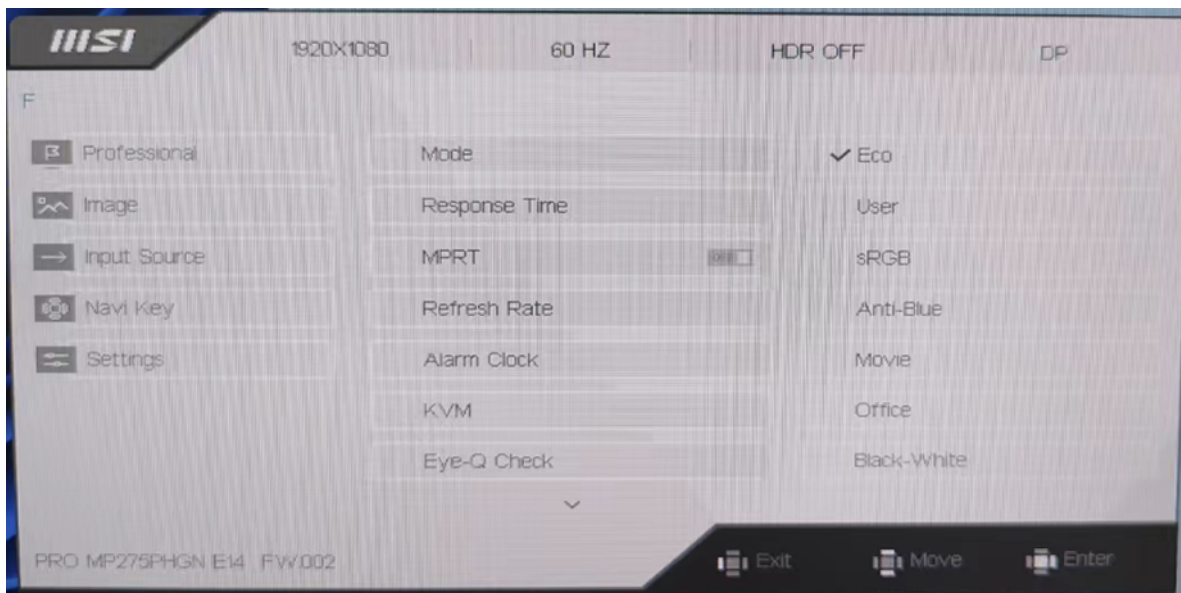 msi 1920X1080 60 HZ HDR OFF DP
F
Professional Mode Eco
Image Response Time User
Input Source MPRT OFF sRGB
Navi Key Refresh Rate Anti-Blue
Settings Alarm Clock Movie
KVM Office
Eye-Q Check Black-White
PRO MP275PHGN E14 FW.002 Exit Move Enter